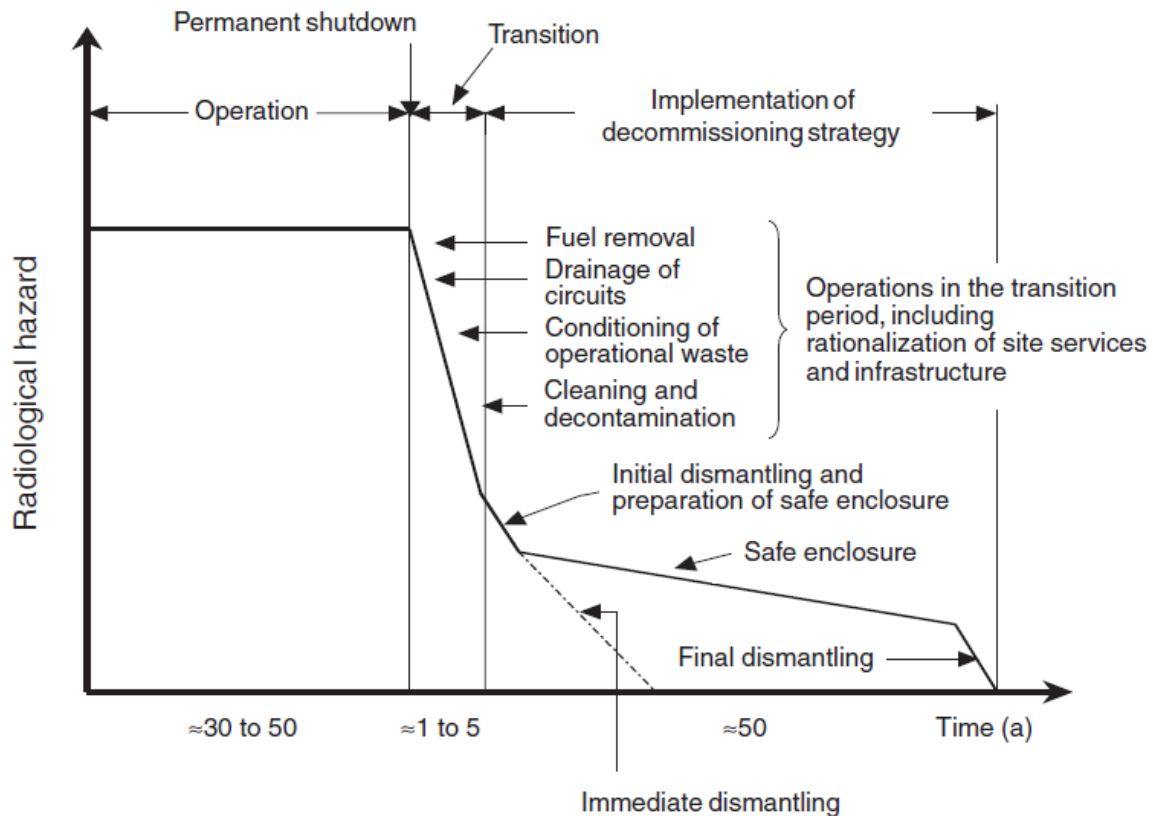 Permanent shutdown
Transition
Operation
Implementation of
decommissioning strategy
Radiological hazard
Fuel removal
Drainage of
circuits
Conditioning of
operational waste
Cleaning and
decontamination
Operations in the transition
period, including
rationalization of site services
and infrastructure
Initial dismantling and
preparation of safe enclosure
Safe enclosure
Final dismantling
≈30 to 50
≈1 to 5
≈50
Time (a)
Immediate dismantling